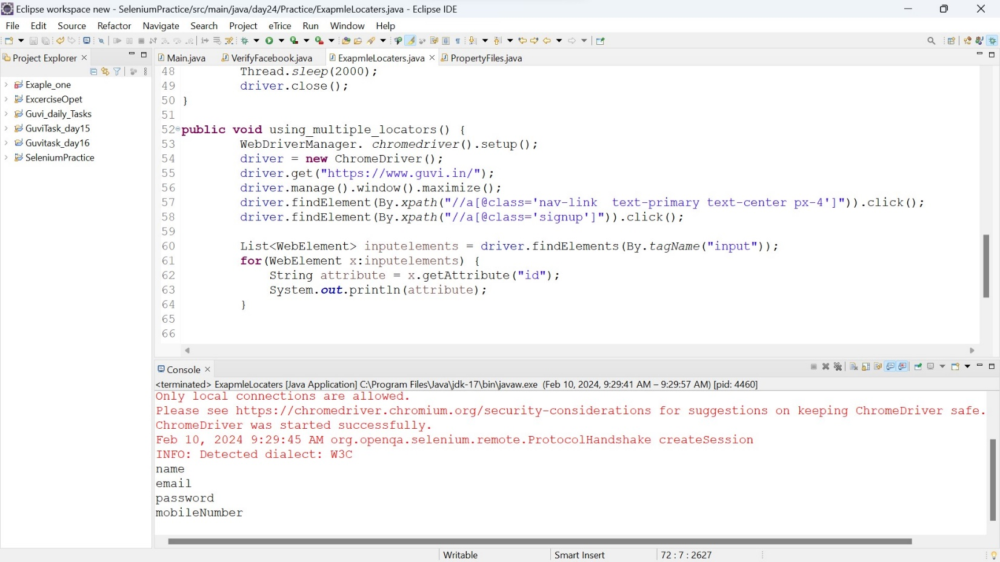 Eclipse workspace new - SeleniumPractice/src/main/java/day24/Practice/ExapmleLocaters.java - Eclipse IDE
File Edit Source Refactor Navigate Search Project eTrice Run Window Help
Project Explorer
Exaple_one
ExcerciseOpet
Guvi_daily_Tasks
GuviTask_day15
Guvitask_day16
SeleniumPractice
Main.java VerifyFacebook.java ExapmleLocaters.java PropertyFiles.java
48 Thread.sleep(2000);
49 driver.close();
50 }
51
52 public void using_multiple_locators() {
53 WebDriverManager. chromedriver().setup();
54 driver = new ChromeDriver();
55 driver.get("https://www.guvi.in/");
56 driver.manage().window().maximize();
57 driver.findElement(By.xpath("//a[@class='nav-link  text-primary text-center px-4']")).click();
58 driver.findElement(By.xpath("//a[@class='signup']")).click();
59
60 List<WebElement> inputelements = driver.findElements(By.tagName("input"));
61 for(WebElement x:inputelements) {
62 String attribute = x.getAttribute("id");
63 System.out.println(attribute);
64 }
65
66
Console
<terminated> ExapmleLocaters [Java Application] C:\Program Files\Java\jdk-17\bin\javaw.exe (Feb 10, 2024, 9:29:41 AM – 9:29:57 AM) [pid: 4460]
Only local connections are allowed.
Please see https://chromedriver.chromium.org/security-considerations for suggestions on keeping ChromeDriver safe.
ChromeDriver was started successfully.
Feb 10, 2024 9:29:45 AM org.openqa.selenium.remote.ProtocolHandshake createSession
INFO: Detected dialect: W3C
name
email
password
mobileNumber
Writable Smart Insert 72 : 7 : 2627